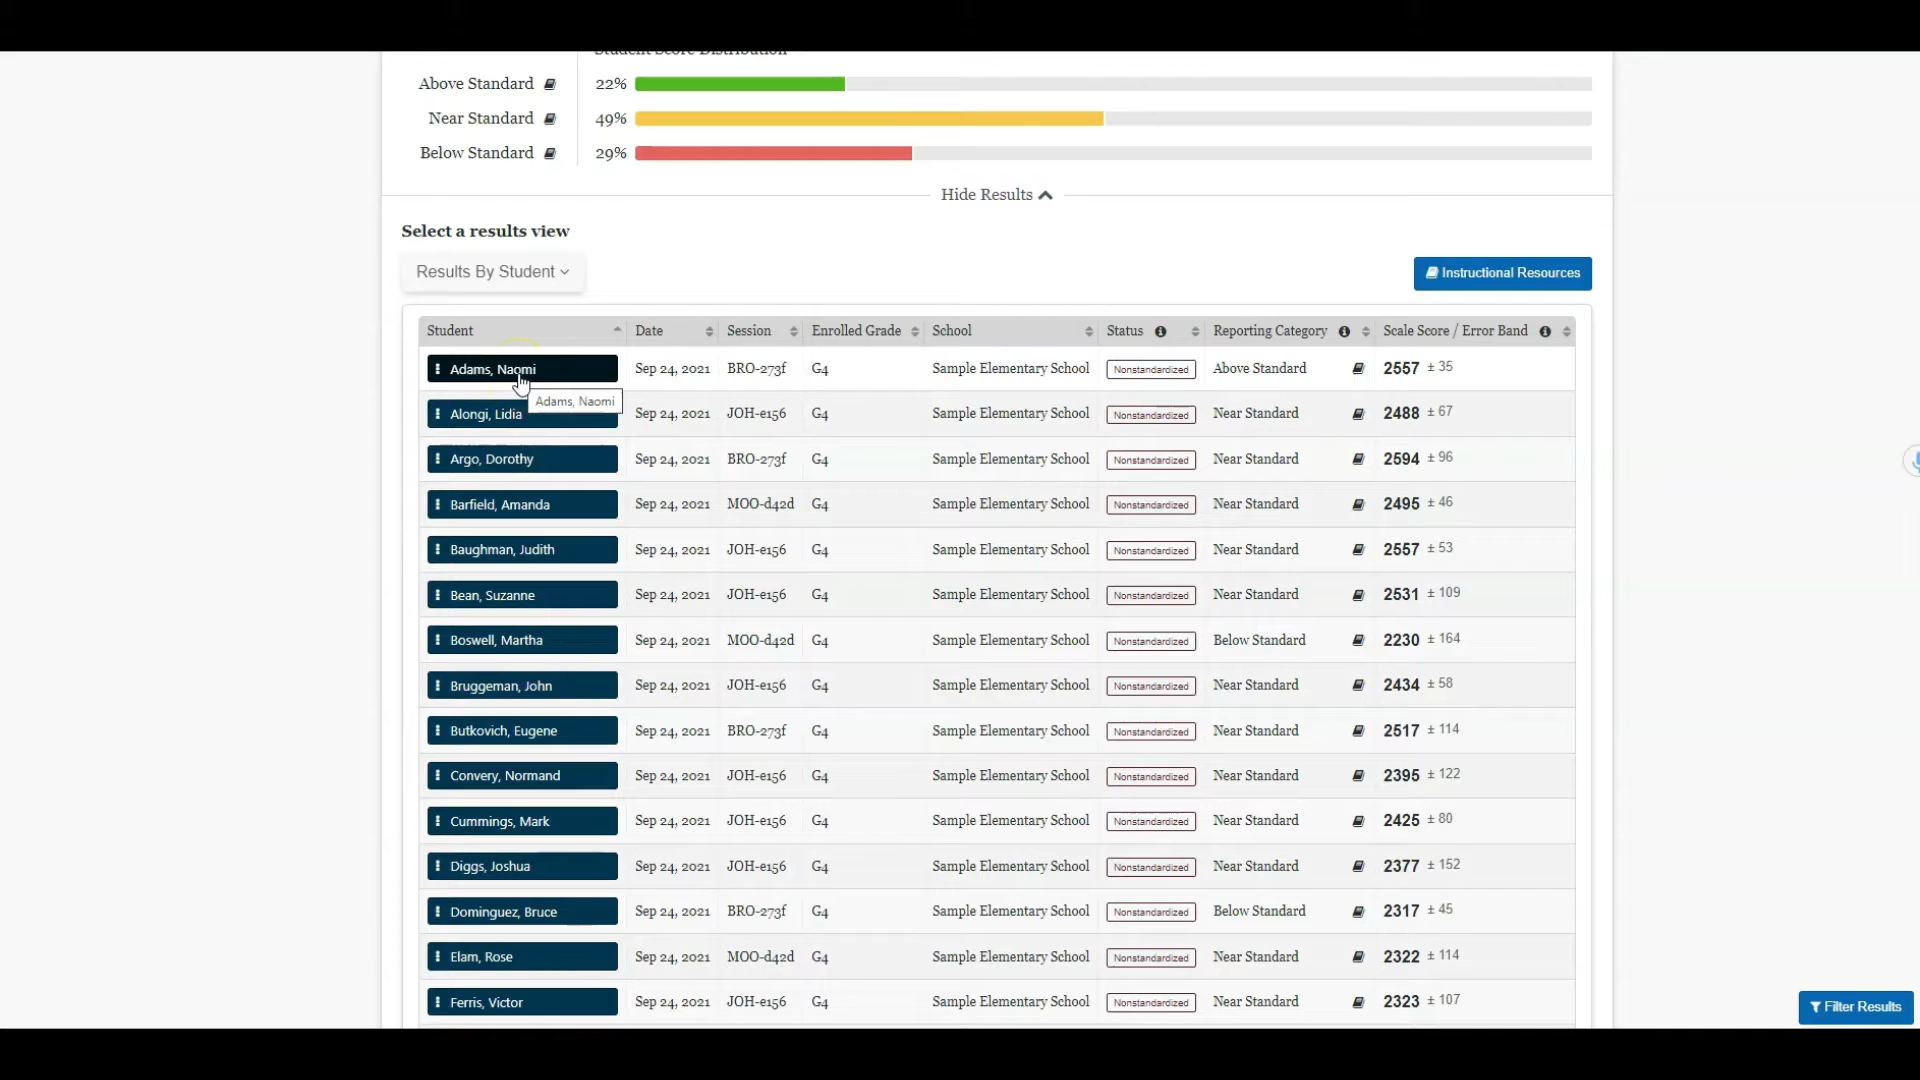 Student Score Distribution
Above Standard 22%
Near Standard 49%
Below Standard 29%
Hide Results
Select a results view
Results By Student
Instructional Resources
Student Date Session Enrolled Grade School Status Reporting Category Scale Score / Error Band
Adams, Naomi Sep 24, 2021 BRO-273f G4 Sample Elementary School Nonstandardized Above Standard 2557 ± 35
Adams, Naomi
Alongi, Lidia Sep 24, 2021 JOH-e156 G4 Sample Elementary School Nonstandardized Near Standard 2488 ± 67
Argo, Dorothy Sep 24, 2021 BRO-273f G4 Sample Elementary School Nonstandardized Near Standard 2594 ± 96
Barfield, Amanda Sep 24, 2021 MOO-d42d G4 Sample Elementary School Nonstandardized Near Standard 2495 ± 46
Baughman, Judith Sep 24, 2021 JOH-e156 G4 Sample Elementary School Nonstandardized Near Standard 2557 ± 53
Bean, Suzanne Sep 24, 2021 JOH-e156 G4 Sample Elementary School Nonstandardized Near Standard 2531 ± 109
Boswell, Martha Sep 24, 2021 MOO-d42d G4 Sample Elementary School Nonstandardized Below Standard 2230 ± 164
Bruggeman, John Sep 24, 2021 JOH-e156 G4 Sample Elementary School Nonstandardized Near Standard 2434 ± 58
Butkovich, Eugene Sep 24, 2021 BRO-273f G4 Sample Elementary School Nonstandardized Near Standard 2517 ± 114
Convery, Normand Sep 24, 2021 JOH-e156 G4 Sample Elementary School Nonstandardized Near Standard 2395 ± 122
Cummings, Mark Sep 24, 2021 JOH-e156 G4 Sample Elementary School Nonstandardized Near Standard 2425 ± 80
Diggs, Joshua Sep 24, 2021 JOH-e156 G4 Sample Elementary School Nonstandardized Near Standard 2377 ± 152
Dominguez, Bruce Sep 24, 2021 BRO-273f G4 Sample Elementary School Nonstandardized Below Standard 2317 ± 45
Elam, Rose Sep 24, 2021 MOO-d42d G4 Sample Elementary School Nonstandardized Near Standard 2322 ± 114
Ferris, Victor Sep 24, 2021 JOH-e156 G4 Sample Elementary School Nonstandardized Near Standard 2323 ± 107
Filter Results